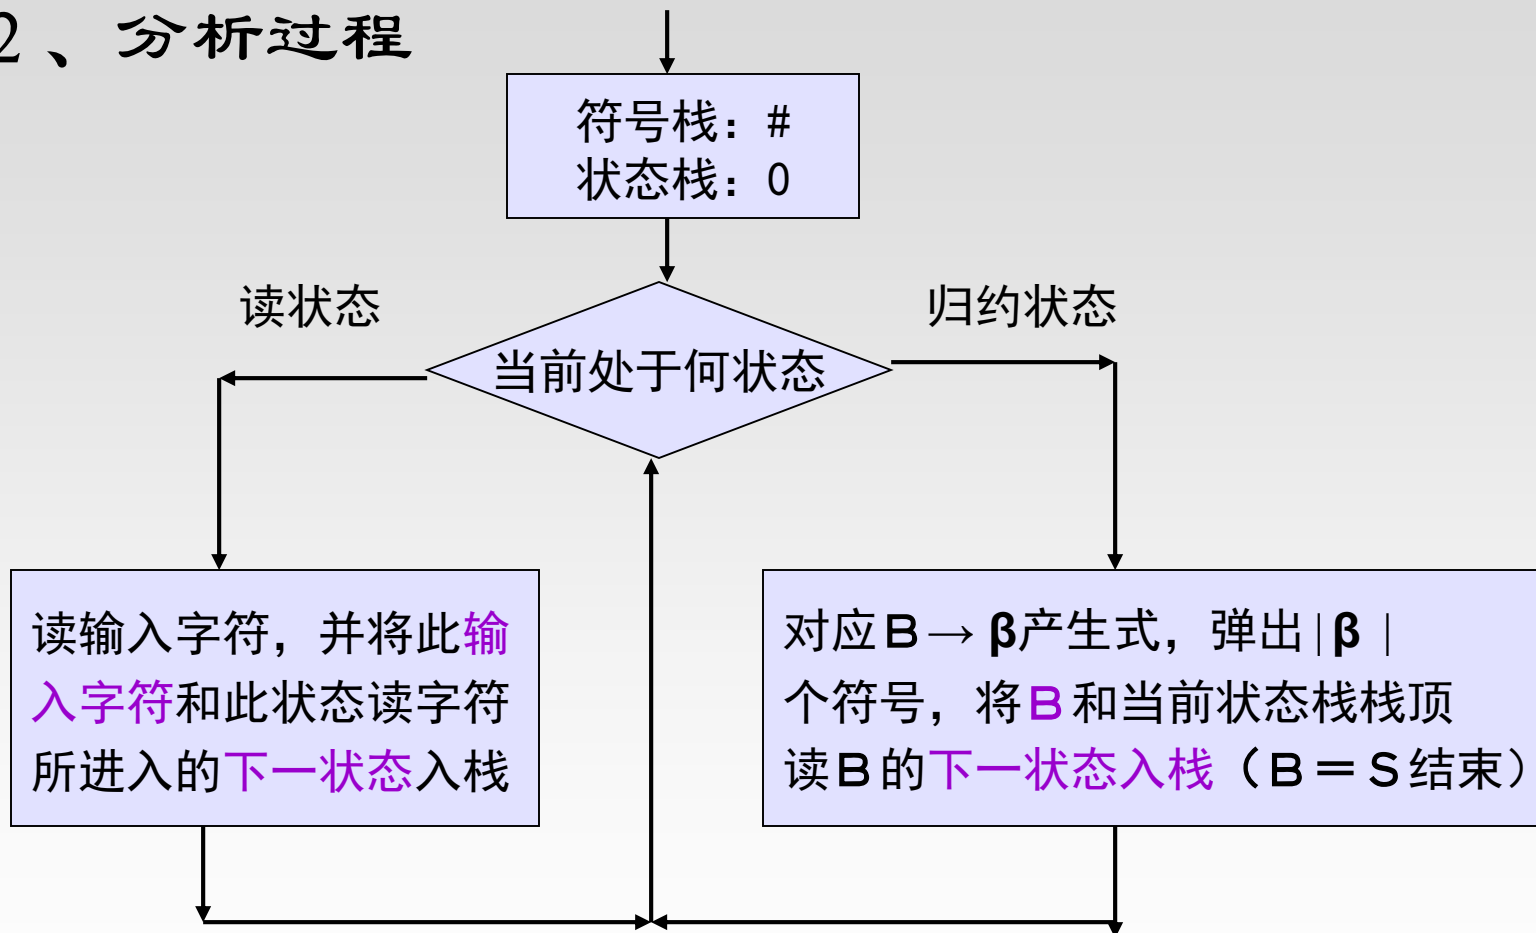 2、分析过程
符号栈：#
状态栈：0
读状态
归约状态
当前处于何状态
读输入字符，并将此输
入字符和此状态读字符
所进入的下一状态入栈
对应B→β产生式，弹出|β|
个符号，将B和当前状态栈栈顶
读B的下一状态入栈（B＝S结束）